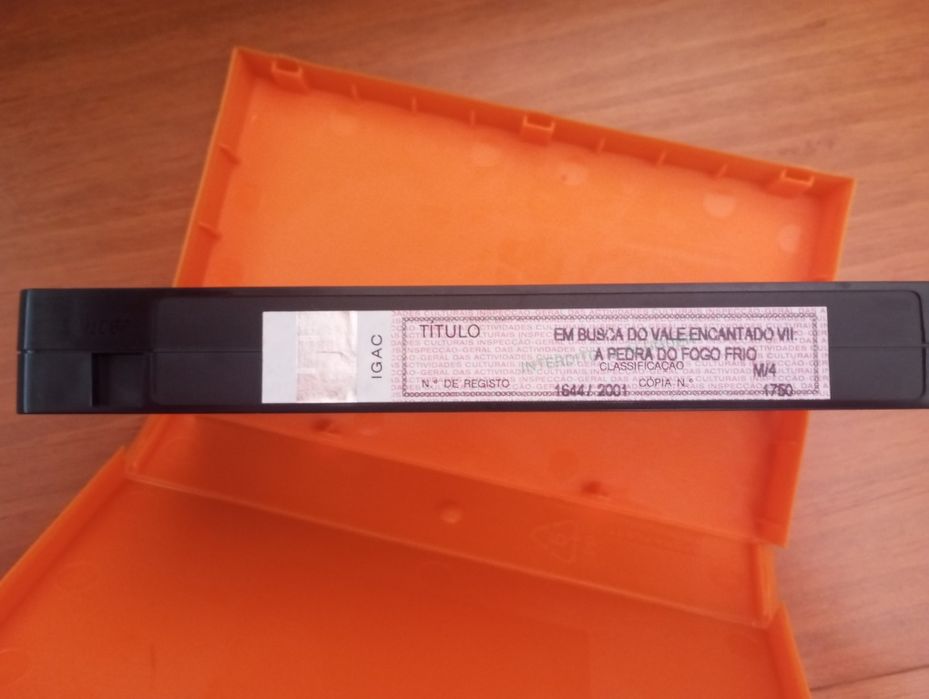 IGAC
TITULO
EM BUSCA DO VALE ENCANTADO VII:
A PEDRA DO FOGO FRIO
CLASSIFICAÇÃO
M/4
N.º DE REGISTO
1644 / 2001
CÓPIA N.º
1750